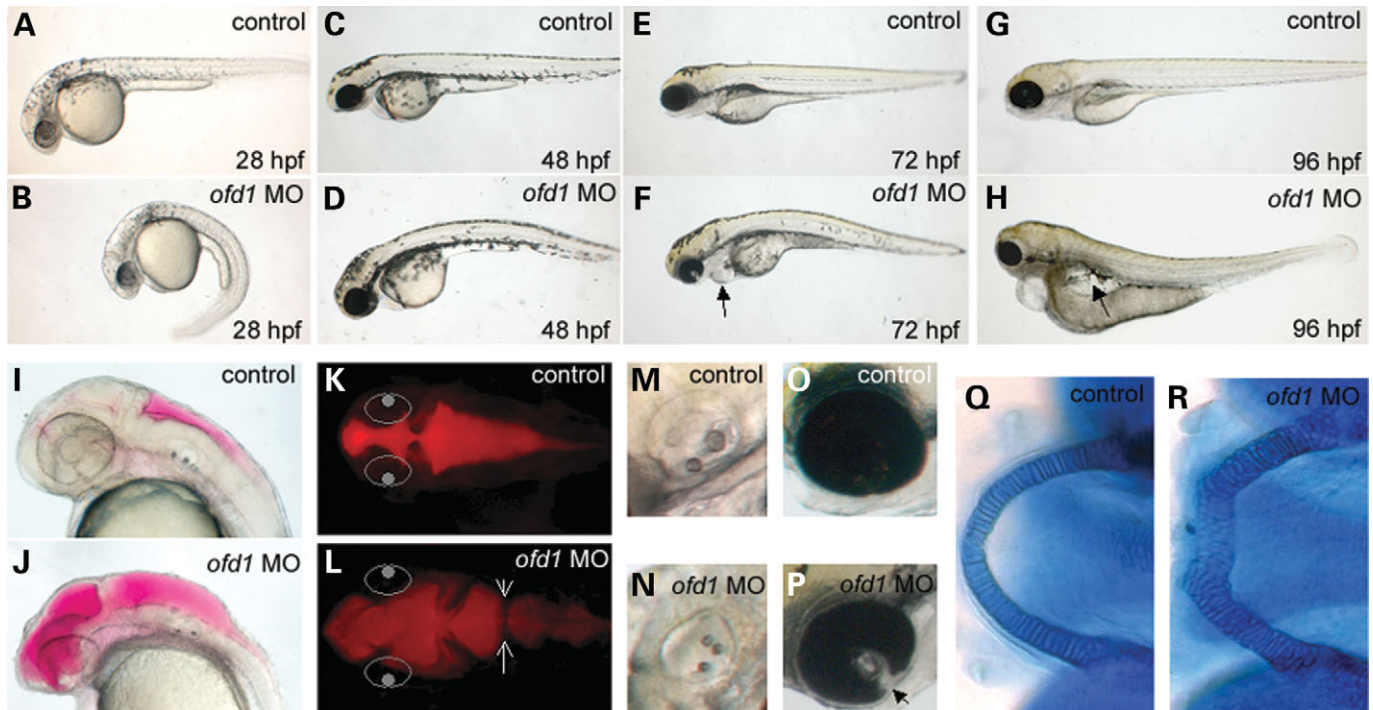 A control
28 hpf
C control
48 hpf
E control
72 hpf
G control
96 hpf
B ofd1 MO
28 hpf
D ofd1 MO
48 hpf
F ofd1 MO
72 hpf
H ofd1 MO
96 hpf
I control
K control
M control
O control
Q control
R ofd1 MO
J ofd1 MO
L ofd1 MO
N ofd1 MO
P ofd1 MO